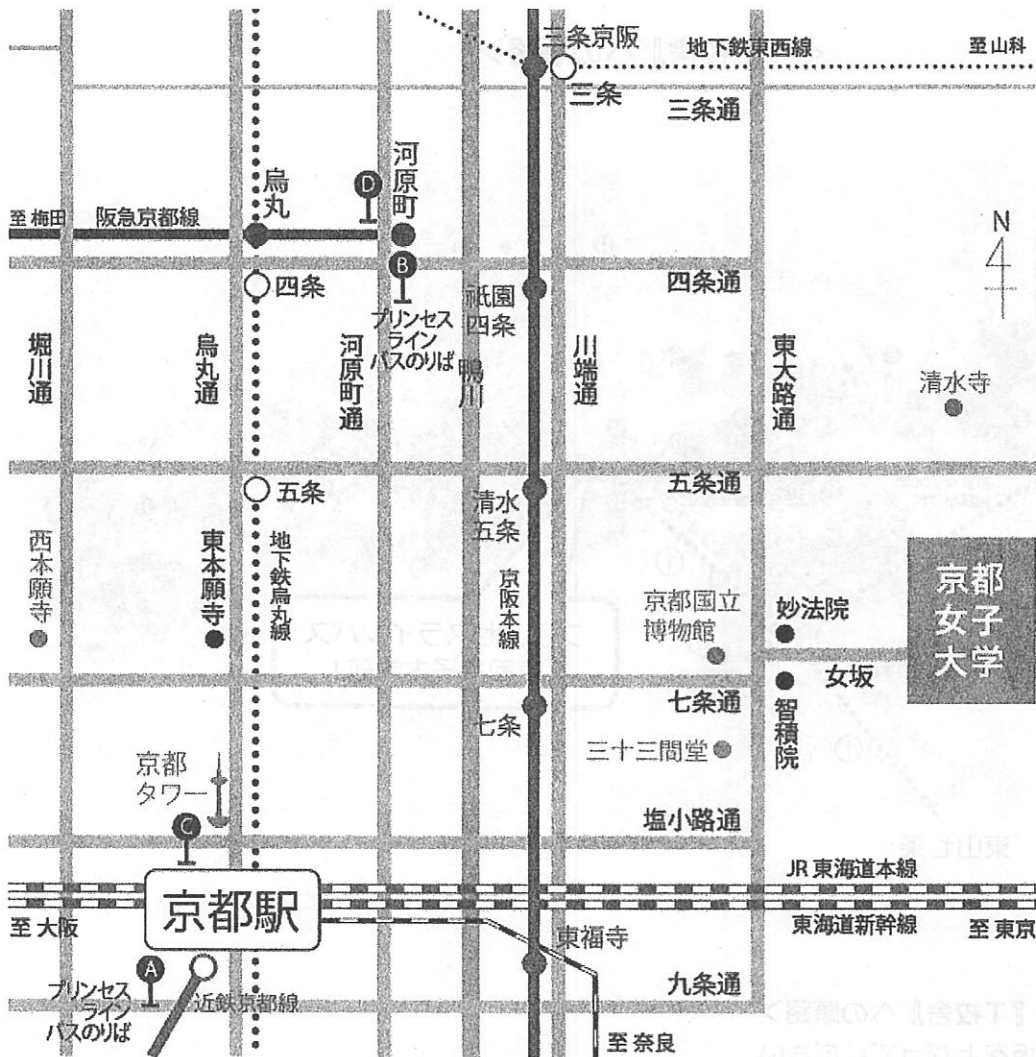 三条京阪
地下鉄東西線
至 山科
三条
三条通
河原町
烏丸
D
至 梅田
阪急京都線
N
四条
B
祇園
四条
四条通
プリンセス
ライン
バスのりば
堀川通
烏丸通
河原町通
鴨川
川端通
東大路通
清水寺
五条
清水
五条
五条通
西本願寺
東本願寺
地下鉄烏丸線
京阪本線
京都国立
博物館
妙法院
京都
女子
大学
女坂
七条
七条通
智積院
三十三間堂
京都
タワー
C
塩小路通
JR 東海道本線
京都駅
至 大阪
東海道新幹線
至 東京
東福寺
A
プリンセス
ライン
バスのりば
近鉄京都線
九条通
至 奈良